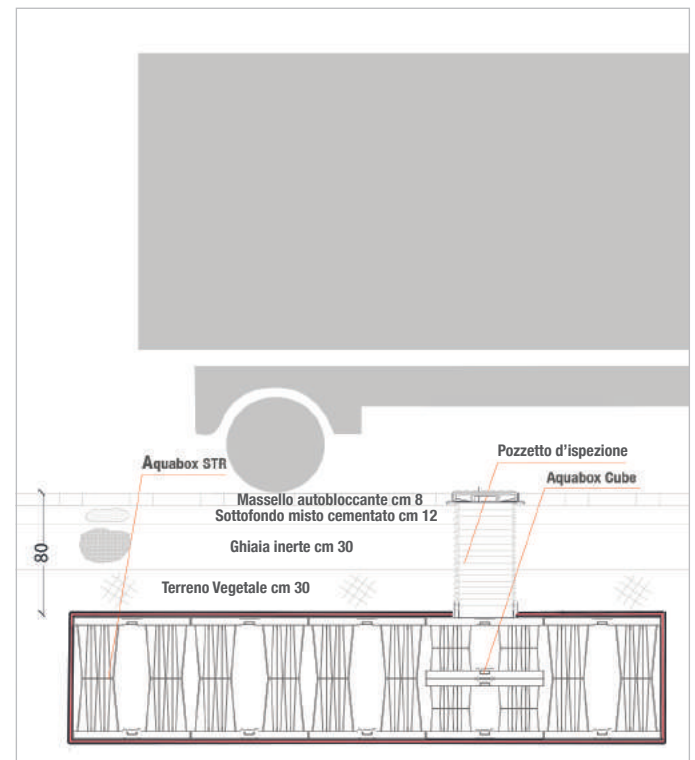 Pozzetto d'ispezione
Aquabox STR
Aquabox Cube
Massello autobloccante cm 8
Sottofondo misto cementato cm 12
Ghiaia inerte cm 30
80
Terreno Vegetale cm 30